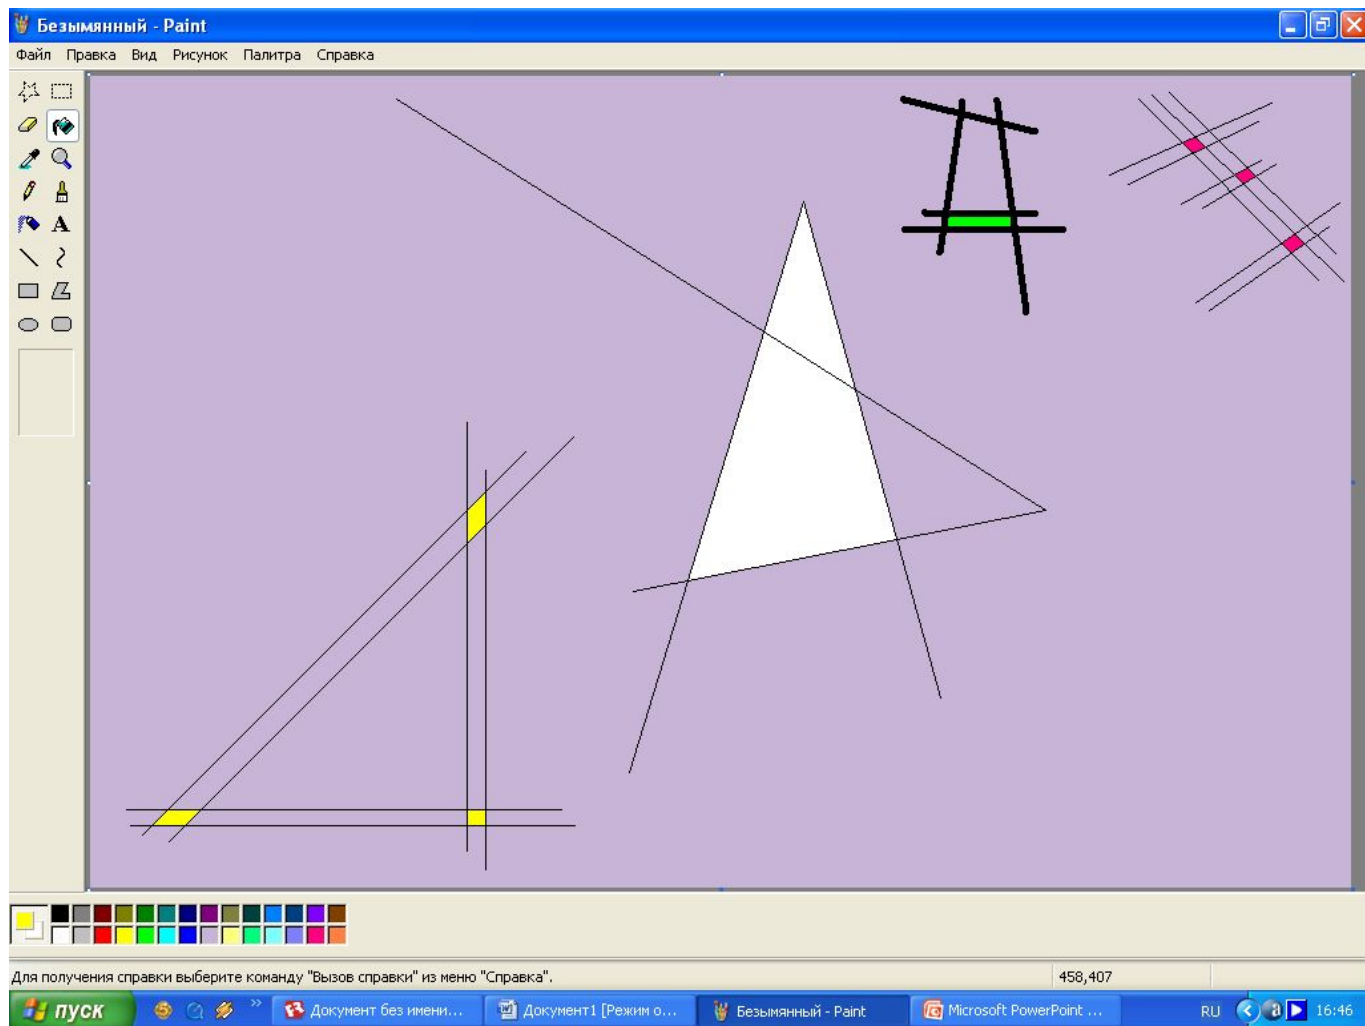 Безымянный - Paint
Файл Правка Вид Рисунок Палитра Справка
A
Для получения справки выберите команду "Вызов справки" из меню "Справка".
458,407
пуск
»
Документ без имени...
Документ1 [Режим о...
Безымянный - Paint
Microsoft PowerPoint ...
RU
16:46